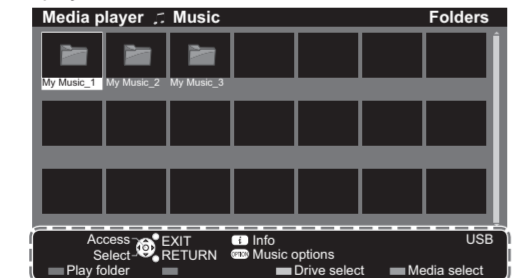 Media player Music Folders
My Music_1 My Music_2 My Music_3
Access EXIT i Info USB
Select RETURN OPTION Music options
Play folder Drive select Media select